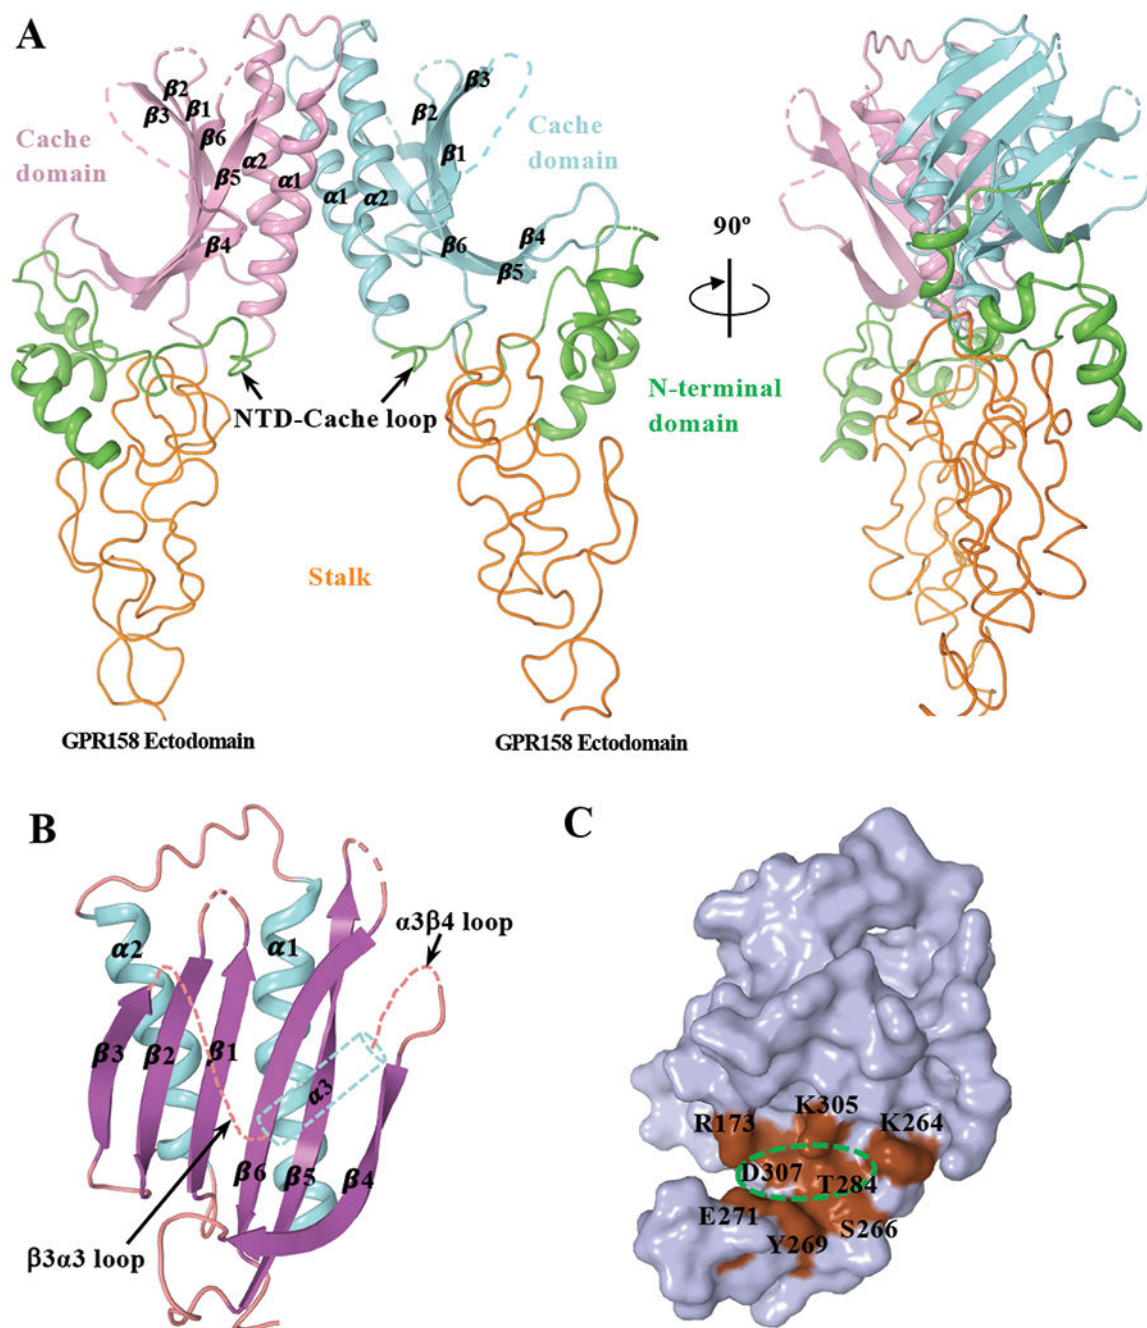 A
β2
β3
β1
β6
α2
β5
α1
β4
Cache
domain
β3
β2
β1
α1
α2
β6
β4
β5
Cache
domain
90º
NTD-Cache loop
N-terminal
domain
Stalk
GPR158 Ectodomain
GPR158 Ectodomain
B
α2
α1
α3β4 loop
β3
β2
β1
α3
β6
β5
β4
β3α3 loop
C
R173
K305
K264
D307
T284
E271
S266
Y269